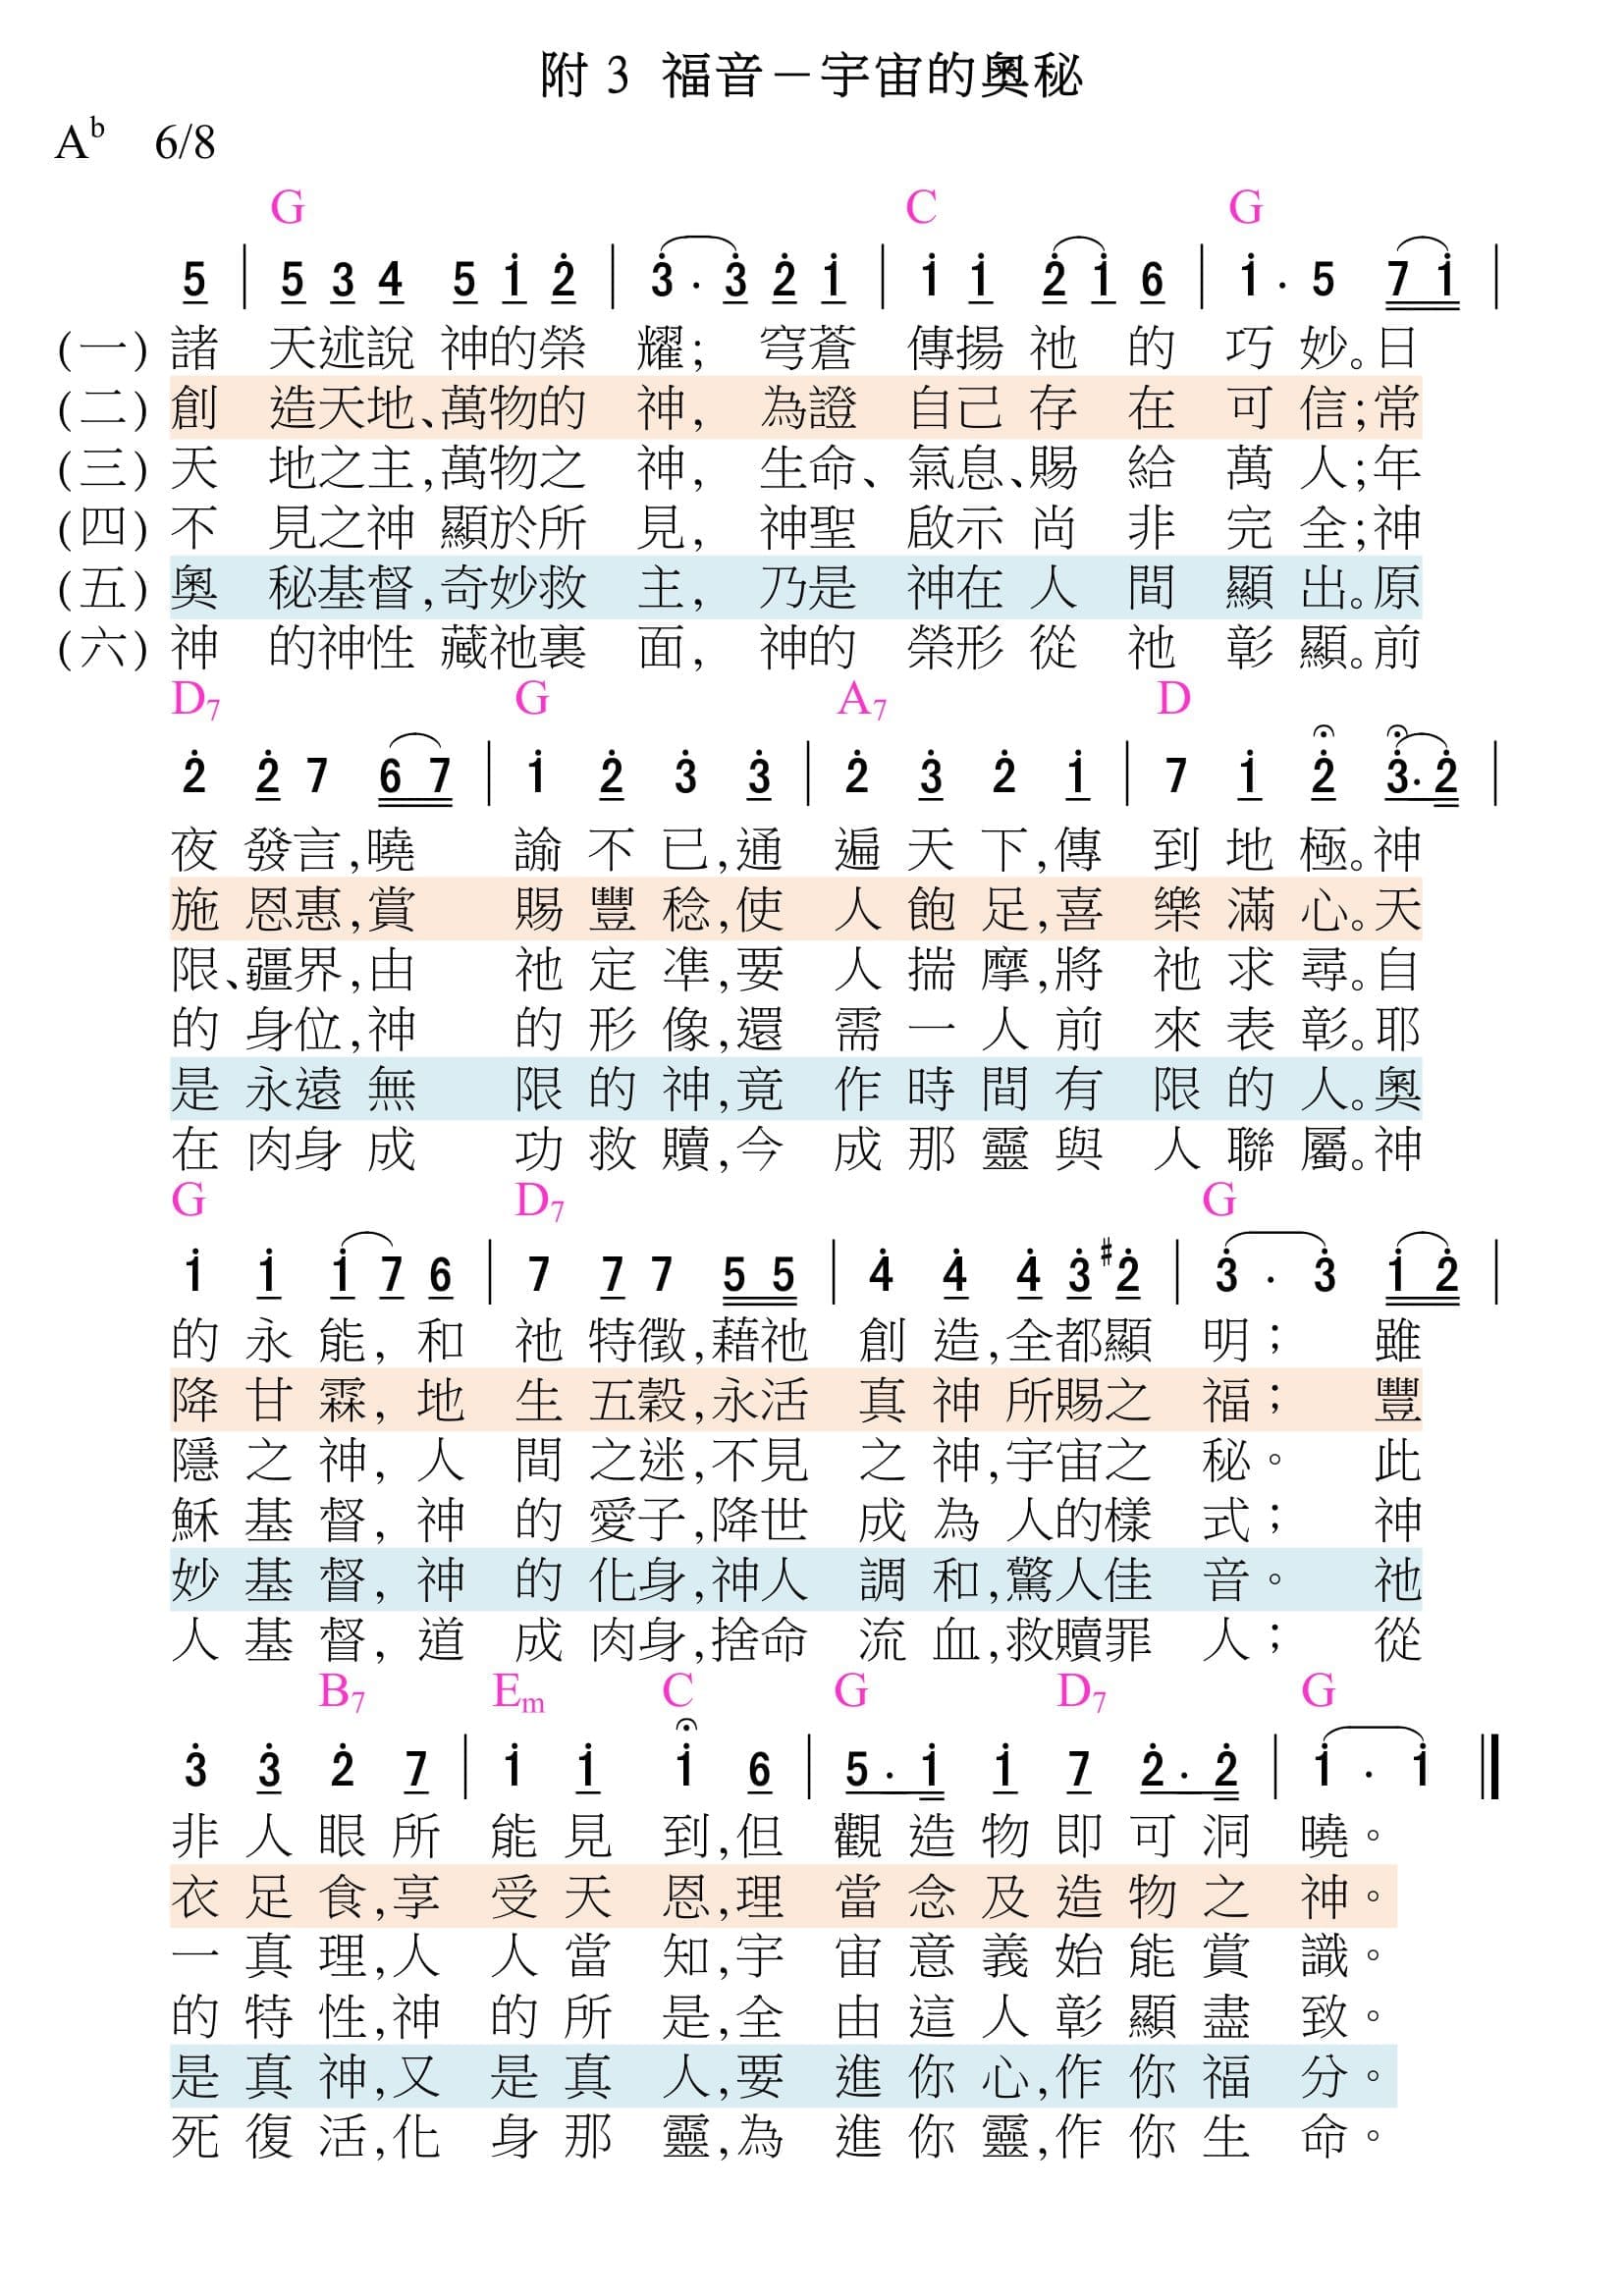 附 3 福音－宇宙的奧秘
A♭ 6/8
G C G
5 | 5 3 4 5 1̇ 2̇ | 3̇ · 3̇ 2̇ 1̇ | 1̇ 1̇ 2̇ 1̇ 6 | 1̇ · 5 7 1̇ |
(一) 諸 天述說 神的榮 耀； 穹蒼 傳揚 祂 的 巧 妙。日
(二) 創 造天地、萬物的 神， 為證 自己 存 在 可 信；常
(三) 天 地之主，萬物之 神， 生命、氣息、賜 給 萬 人；年
(四) 不 見之神 顯於所 見， 神聖 啟示 尚 非 完 全；神
(五) 奧 秘基督，奇妙救 主， 乃是 神在 人 間 顯 出。原
(六) 神 的神性 藏祂裏 面， 神的 榮形 從 祂 彰 顯。前
D7 G A7 D
2̇ 2̇ 7 6 7 | 1̇ 2̇ 3̇ 3̇ | 2̇ 3̇ 2̇ 1̇ | 7 1̇ 2̇ 3̇· 2̇ |
夜 發言，曉 諭 不 已，通 遍 天 下，傳 到 地 極。神
施 恩惠，賞 賜 豐 稔，使 人 飽 足，喜 樂 滿 心。天
限、疆界，由 祂 定 準，要 人 揣 摩，將 祂 求 尋。自
的 身位，神 的 形 像，還 需 一 人 前 來 表 彰。耶
是 永遠 無 限 的 神，竟 作 時 間 有 限 的 人。奧
在 肉身 成 功 救 贖，今 成 那 靈 與 人 聯 屬。神
G D7 G
1̇ 1̇ 1̇ 7 6 | 7 7 7 5 5 | 4̇ 4̇ 4̇ 3̇ #2̇ | 3̇ · 3̇ 1̇ 2̇ |
的 永 能，和 祂 特徵，藉祂 創 造，全都顯 明； 雖
降 甘 霖，地 生 五穀，永活 真 神 所賜之 福； 豐
隱 之 神，人 間 之迷，不見 之 神，宇宙之 秘。 此
穌 基 督，神 的 愛子，降世 成 為 人的樣 式； 神
妙 基 督，神 的 化身，神人 調 和，驚人佳 音。 祂
人 基 督，道 成 肉身，捨命 流 血，救贖罪 人； 從
B7 Em C G D7 G
3̇ 3̇ 2̇ 7 | 1̇ 1̇ 1̇ 6 | 5 · 1̇ 1̇ 7 2̇ · 2̇ | 1̇ · 1̇ ‖
非 人 眼 所 能 見 到，但 觀 造 物 即 可 洞 曉。
衣 足 食，享 受 天 恩，理 當 念 及 造 物 之 神。
一 真 理，人 人 當 知，宇 宙 意 義 始 能 賞 識。
的 特 性，神 的 所 是，全 由 這 人 彰 顯 盡 致。
是 真 神，又 是 真 人，要 進 你 心，作 你 福 分。
死 復 活，化 身 那 靈，為 進 你 靈，作 你 生 命。